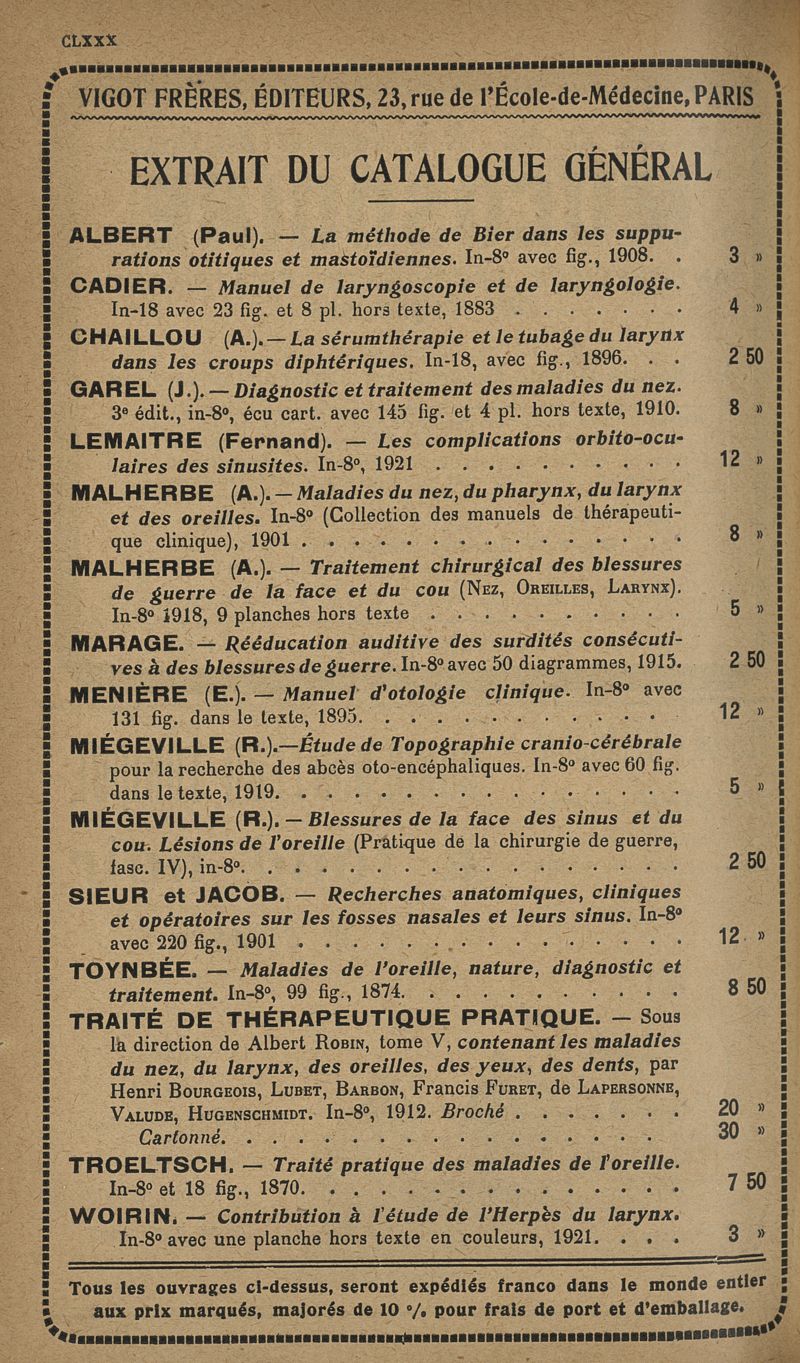 CLXXX
VIGOT FRÈRES, ÉDITEURS, 23, rue de l'École-de-Médecine, PARIS
EXTRAIT DU CATALOGUE GÉNÉRAL
ALBERT (Paul). — La méthode de Bier dans les suppu-
rations otitiques et mastoïdiennes. In-8º avec fig., 1908. . 3 »
CADIER. — Manuel de laryngoscopie et de laryngologie.
In-18 avec 23 fig. et 8 pl. hors texte, 1883 . . . . . . . 4 »
CHAILLOU (A.). — La sérumthérapie et le tubage du larynx
dans les croups diphtériques. In-18, avec fig., 1896. . . 2 50
GAREL (J.). — Diagnostic et traitement des maladies du nez.
3e édit., in-8º, écu cart. avec 145 fig. et 4 pl. hors texte, 1910. 8 »
LEMAITRE (Fernand). — Les complications orbito-ocu-
laires des sinusites. In-8º, 1921 . . . . . . . . . . 12 »
MALHERBE (A.). — Maladies du nez, du pharynx, du larynx
et des oreilles. In-8º (Collection des manuels de thérapeuti-
que clinique), 1901 . . . . . . . . . . . . . . . 8 »
MALHERBE (A.). — Traitement chirurgical des blessures
de guerre de la face et du cou (Nez, Oreilles, Larynx).
In-8º 1918, 9 planches hors texte . . . . . . . . . . 5 »
MARAGE. — Rééducation auditive des surdités consécuti-
ves à des blessures de guerre. In-8º avec 50 diagrammes, 1915. 2 50
MENIÈRE (E.). — Manuel d'otologie clinique. In-8º avec
131 fig. dans le texte, 1895. . . . . . . . . . . . 12 »
MIÉGEVILLE (R.). — Étude de Topographie cranio-cérébrale
pour la recherche des abcès oto-encéphaliques. In-8º avec 60 fig.
dans le texte, 1919. . . . . . . . . . . . . . . . 5 »
MIÉGEVILLE (R.). — Blessures de la face des sinus et du
cou. Lésions de l'oreille (Pratique de la chirurgie de guerre,
fasc. IV), in-8º. . . . . . . . . . . . . . . . . 2 50
SIEUR et JACOB. — Recherches anatomiques, cliniques
et opératoires sur les fosses nasales et leurs sinus. In-8º
avec 220 fig., 1901 . . . . . . . . . . . . . . . 12 »
TOYNBÉE. — Maladies de l'oreille, nature, diagnostic et
traitement. In-8º, 99 fig., 1874. . . . . . . . . . . 8 50
TRAITÉ DE THÉRAPEUTIQUE PRATIQUE. — Sous
la direction de Albert Robin, tome V, contenant les maladies
du nez, du larynx, des oreilles, des yeux, des dents, par
Henri Bourgeois, Lubet, Barbon, Francis Furet, de Lapersonne,
Valude, Hugenschmidt. In-8º, 1912. Broché . . . . . . . 20 »
Cartonné. . . . . . . . . . . . . . . . . 30 »
TROELTSCH. — Traité pratique des maladies de l'oreille.
In-8º et 18 fig., 1870. . . . . . . . . . . . . . . 7 50
WOIRIN. — Contribution à l'étude de l'Herpès du larynx.
In-8º avec une planche hors texte en couleurs, 1921. . . . 3 »
Tous les ouvrages ci-dessus, seront expédiés franco dans le monde entier
aux prix marqués, majorés de 10 % pour frais de port et d'emballage.